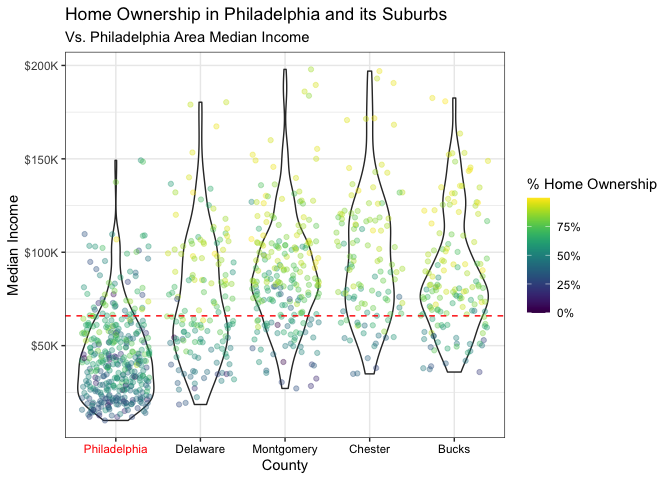 Home Ownership in Philadelphia and its Suburbs
Vs. Philadelphia Area Median Income
$200K
$150K
$100K
$50K
Median Income
Philadelphia Delaware Montgomery Chester Bucks
County
% Home Ownership
75%
50%
25%
0%